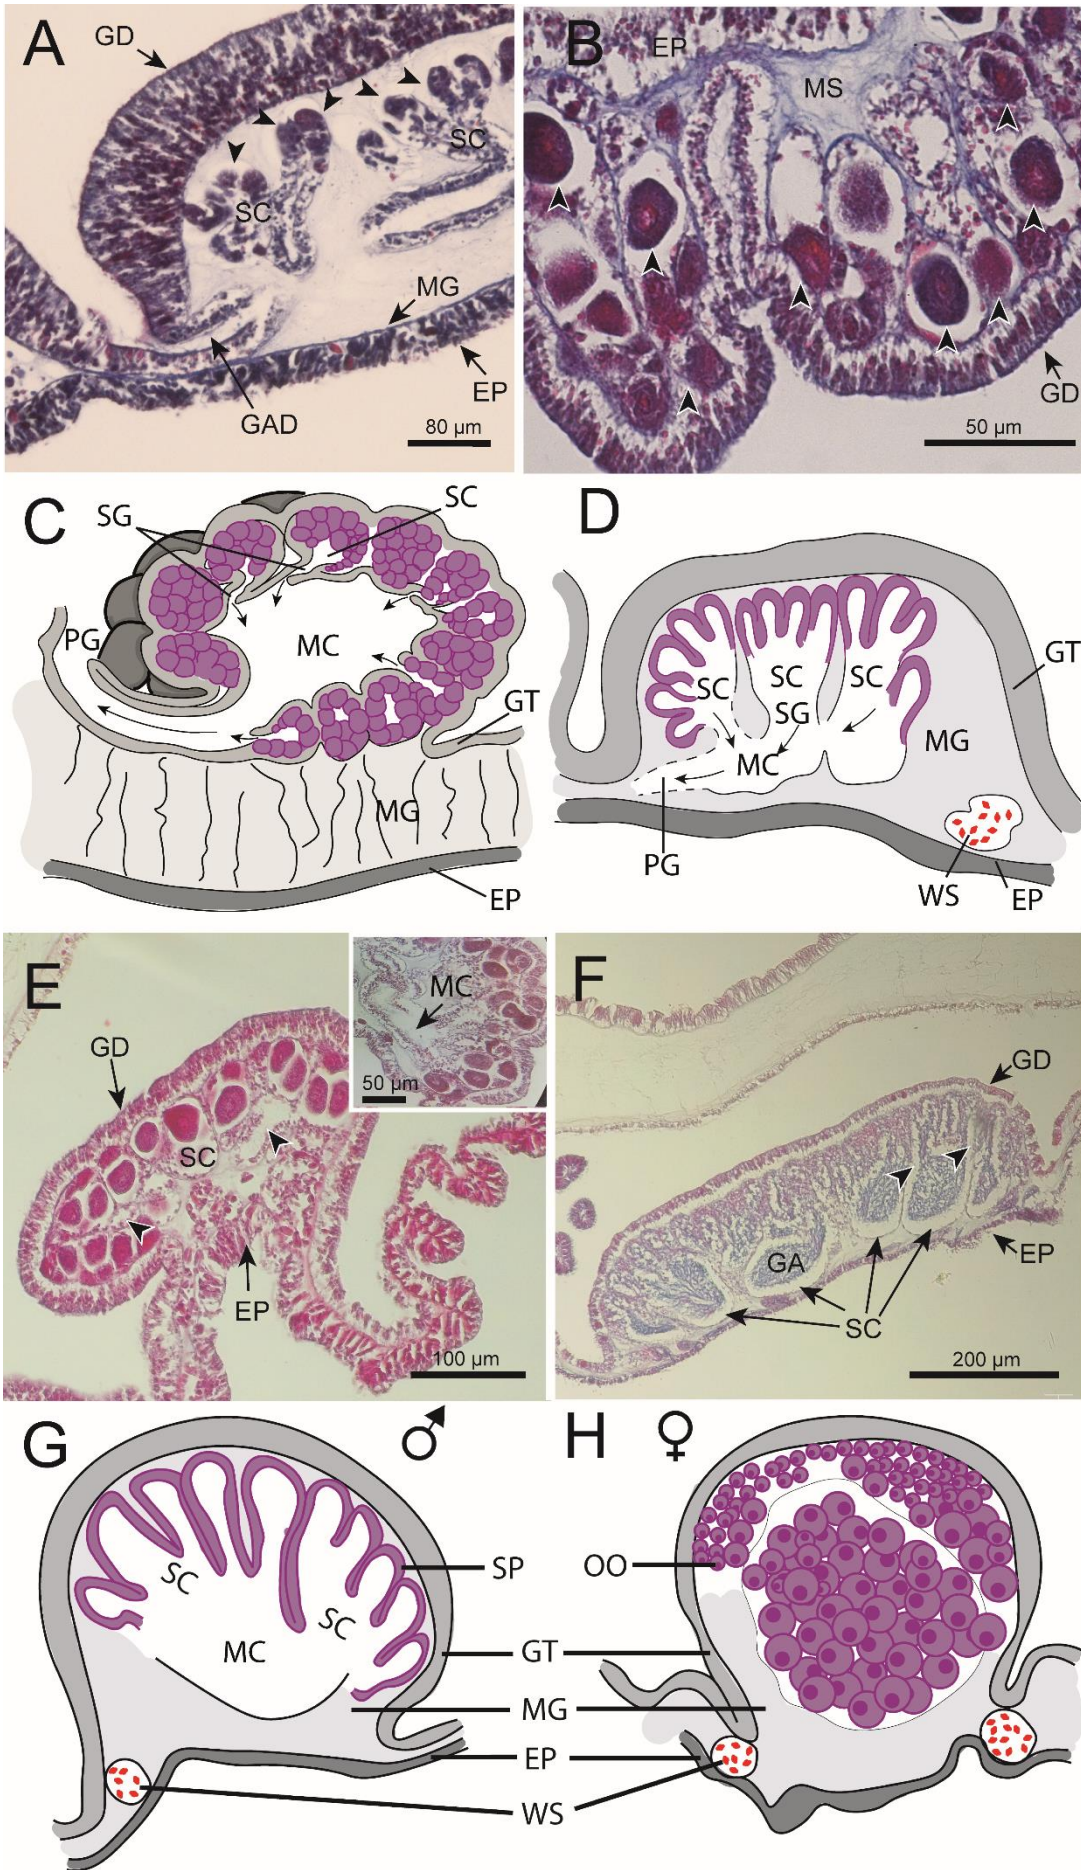 A
GD
SC
SC
MG
GAD
EP
80 µm
B
EP
MS
GD
50 µm
C
SG
SC
PG
MC
GT
MG
EP
D
GT
SC
SC
SC
SG
MG
MC
PG
WS
EP
E
GD
SC
EP
100 µm
MC
50 µm
F
GD
GA
EP
SC
200 µm
G ♂
H ♀
SC
SC
MC
SP
OO
GT
MG
EP
WS